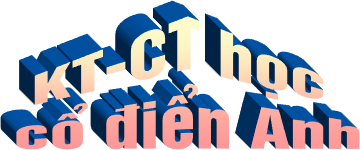 KT-CT học
cổ điển Anh